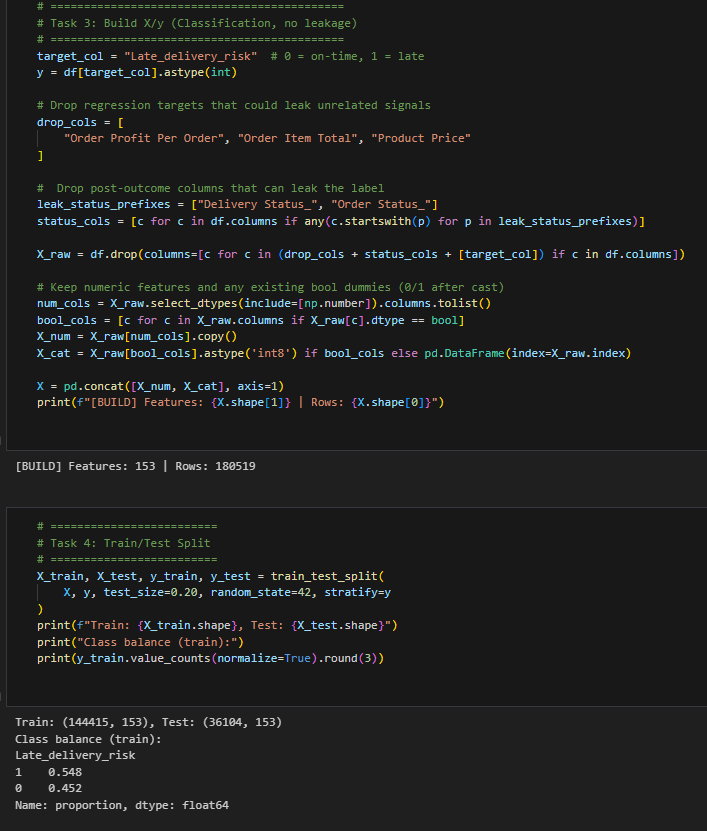 # ============================================
# Task 3: Build X/y (Classification, no leakage)
# ============================================
target_col = "Late_delivery_risk"  # 0 = on-time, 1 = late
y = df[target_col].astype(int)
# Drop regression targets that could leak unrelated signals
drop_cols = [
    "Order Profit Per Order", "Order Item Total", "Product Price"
]
#  Drop post-outcome columns that can leak the label
leak_status_prefixes = ["Delivery Status_", "Order Status_"]
status_cols = [c for c in df.columns if any(c.startswith(p) for p in leak_status_prefixes)]
X_raw = df.drop(columns=[c for c in (drop_cols + status_cols + [target_col]) if c in df.columns])
# Keep numeric features and any existing bool dummies (0/1 after cast)
num_cols = X_raw.select_dtypes(include=[np.number]).columns.tolist()
bool_cols = [c for c in X_raw.columns if X_raw[c].dtype == bool]
X_num = X_raw[num_cols].copy()
X_cat = X_raw[bool_cols].astype('int8') if bool_cols else pd.DataFrame(index=X_raw.index)
X = pd.concat([X_num, X_cat], axis=1)
print(f"[BUILD] Features: {X.shape[1]} | Rows: {X.shape[0]}")
[BUILD] Features: 153 | Rows: 180519
# =========================
# Task 4: Train/Test Split
# =========================
X_train, X_test, y_train, y_test = train_test_split(
    X, y, test_size=0.20, random_state=42, stratify=y
)
print(f"Train: {X_train.shape}, Test: {X_test.shape}")
print("Class balance (train):")
print(y_train.value_counts(normalize=True).round(3))
Train: (144415, 153), Test: (36104, 153)
Class balance (train):
Late_delivery_risk
1    0.548
0    0.452
Name: proportion, dtype: float64